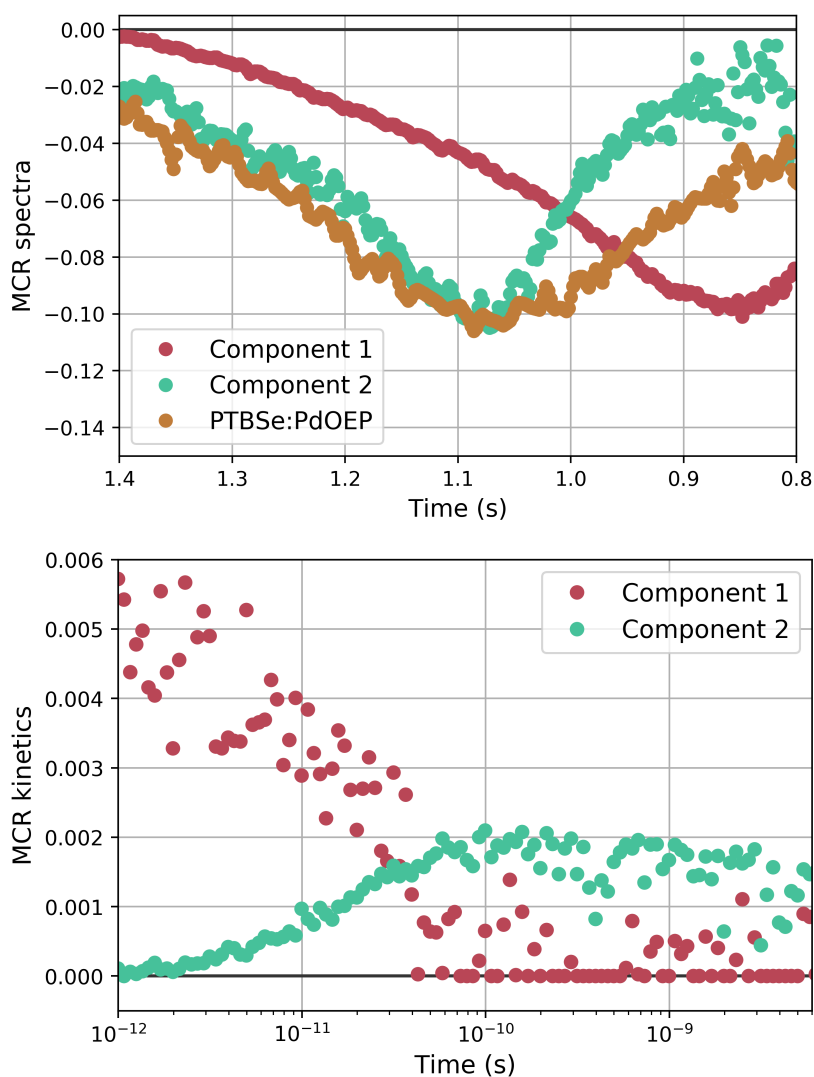 0.00
−0.02
−0.04
−0.06
−0.08
−0.10
−0.12
−0.14
MCR spectra
Component 1
Component 2
PTBSe:PdOEP
1.4 1.3 1.2 1.1 1.0 0.9 0.8
Time (s)
0.006
0.005
0.004
0.003
0.002
0.001
0.000
MCR kinetics
Component 1
Component 2
10⁻¹² 10⁻¹¹ 10⁻¹⁰ 10⁻⁹
Time (s)